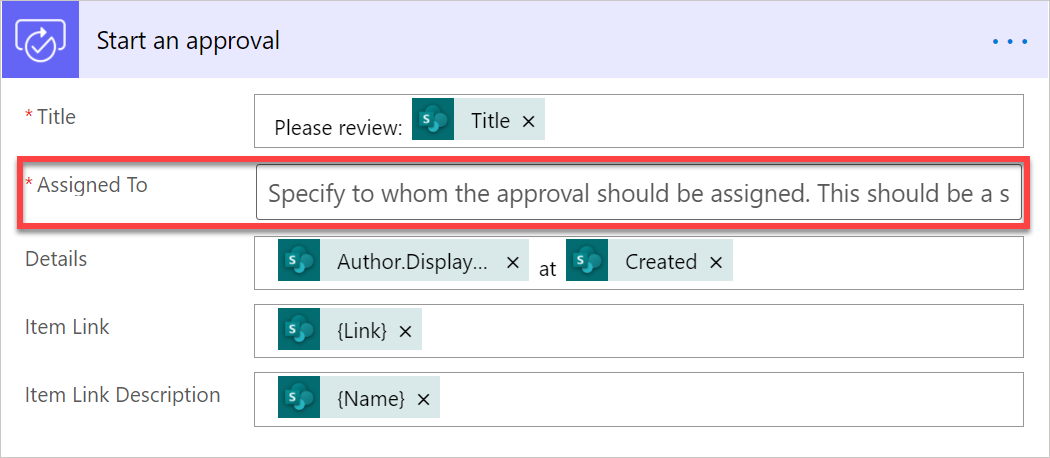 Start an approval
* Title
Please review: Title ×
* Assigned To
Specify to whom the approval should be assigned. This should be a s
Details
Author.Display... × at Created ×
Item Link
{Link} ×
Item Link Description
{Name} ×